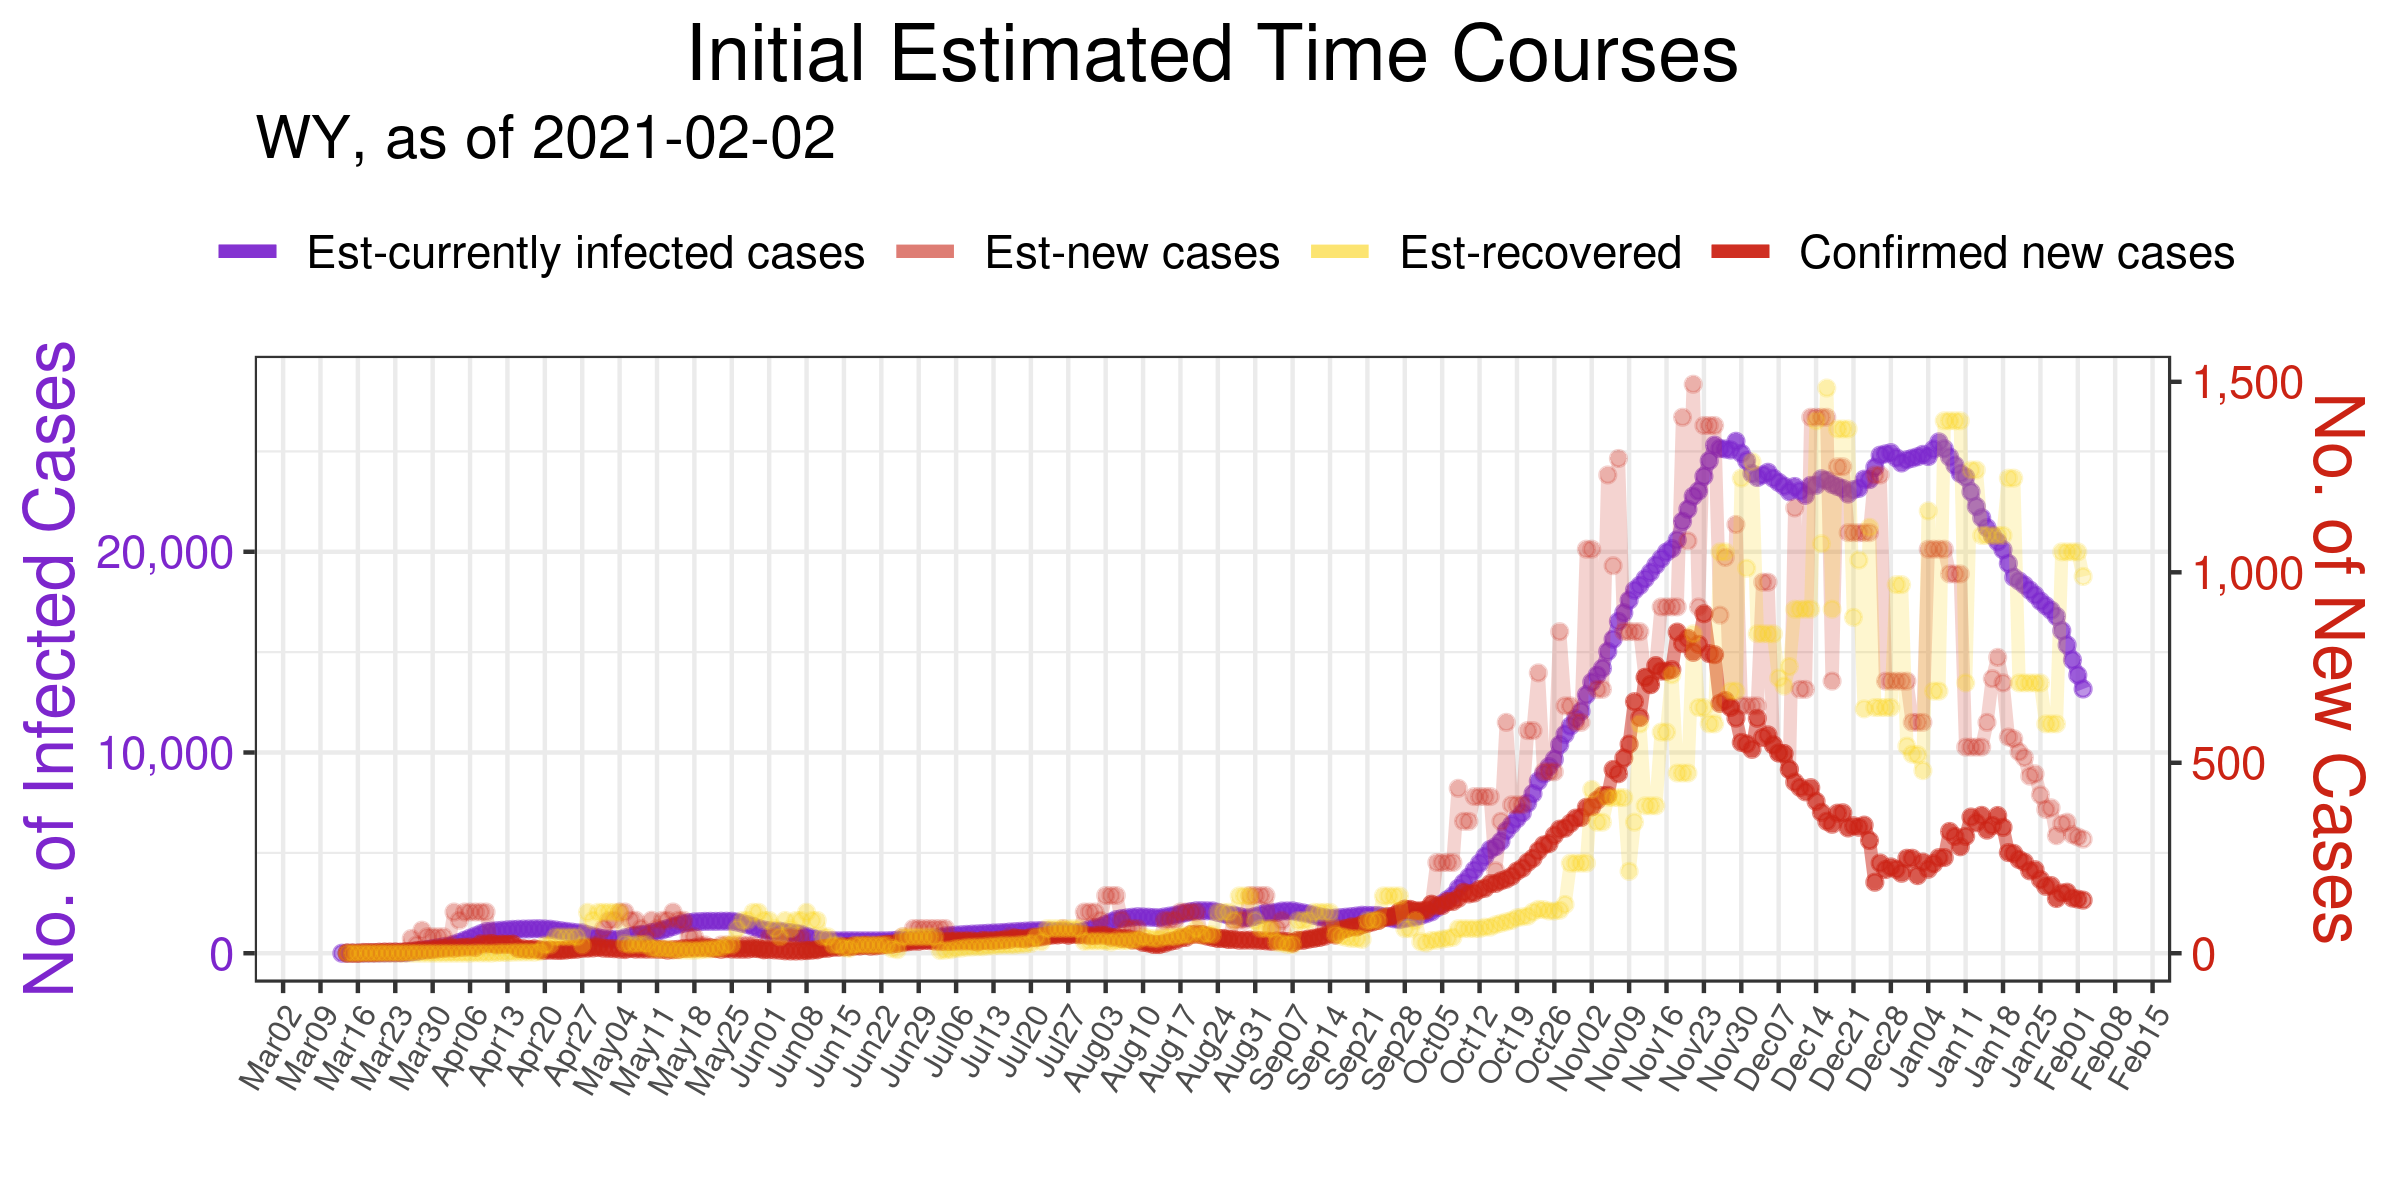 Initial Estimated Time Courses
WY, as of 2021-02-02
Est-currently infected cases Est-new cases Est-recovered Confirmed new cases
No. of Infected Cases
20,000
10,000
0
1,500
1,000
500
0
No. of New Cases
Mar02 Mar09 Mar16 Mar23 Mar30 Apr06 Apr13 Apr20 Apr27 May04 May11 May18 May25 Jun01 Jun08 Jun15 Jun22 Jun29 Jul06 Jul13 Jul20 Jul27 Aug03 Aug10 Aug17 Aug24 Aug31 Sep07 Sep14 Sep21 Sep28 Oct05 Oct12 Oct19 Oct26 Nov02 Nov09 Nov16 Nov23 Nov30 Dec07 Dec14 Dec21 Dec28 Jan04 Jan11 Jan18 Jan25 Feb01 Feb08 Feb15